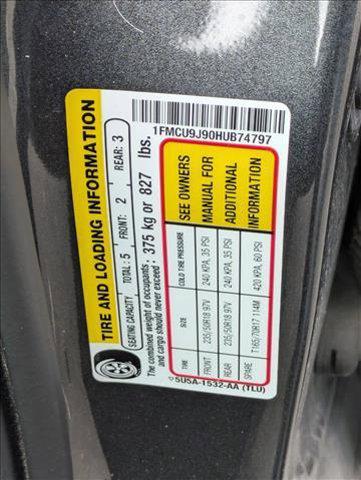 1FMCU9J90HUB74797
TIRE AND LOADING INFORMATION
SEATING CAPACITY TOTAL: 5 FRONT: 2 REAR: 3
The combined weight of occupants
and cargo should never exceed: 375 kg or 827 lbs.
TIRE SIZE COLD TIRE PRESSURE SEE OWNERS
FRONT 235/50R18 97V 240 KPA, 35 PSI MANUAL FOR
REAR 235/50R18 97V 240 KPA, 35 PSI ADDITIONAL
SPARE T165/70R17 114M 420 KPA, 60 PSI INFORMATION
5U5A-1532-AA (TLU)